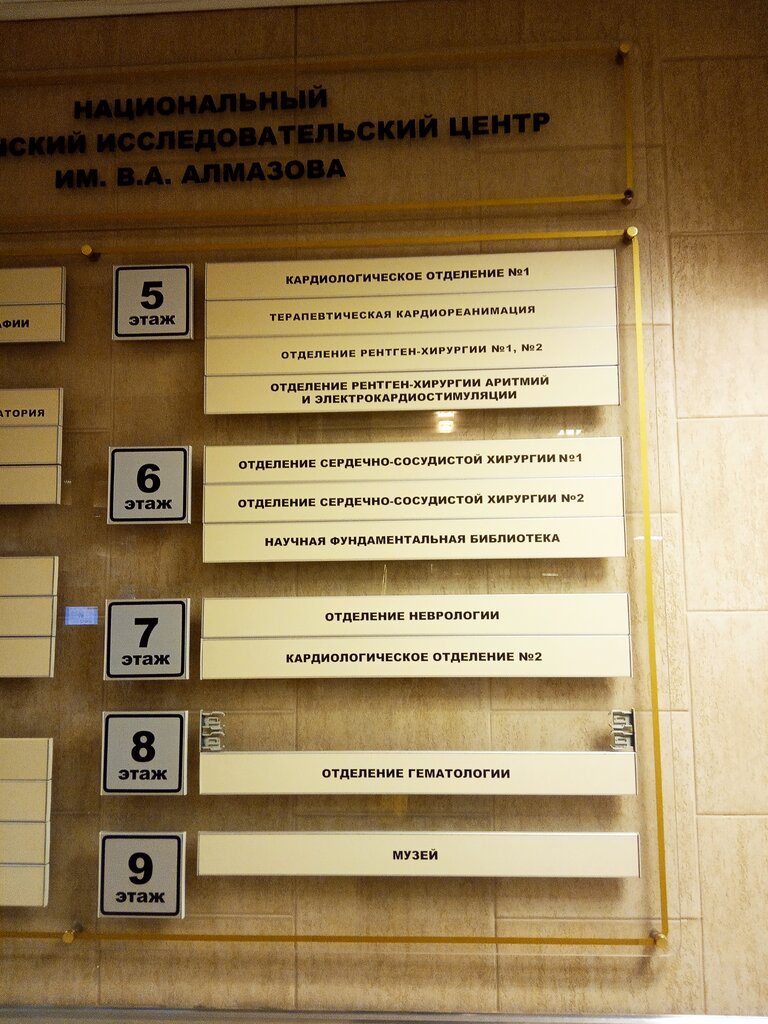 НАЦИОНАЛЬНЫЙ
ИССЛЕДОВАТЕЛЬСКИЙ ЦЕНТР
ИМ. В.А. АЛМАЗОВА
5
этаж
КАРДИОЛОГИЧЕСКОЕ ОТДЕЛЕНИЕ №1
ТЕРАПЕВТИЧЕСКАЯ КАРДИОРЕАНИМАЦИЯ
ОТДЕЛЕНИЕ РЕНТГЕН-ХИРУРГИИ №1, №2
ОТДЕЛЕНИЕ РЕНТГЕН-ХИРУРГИИ АРИТМИЙ
И ЭЛЕКТРОКАРДИОСТИМУЛЯЦИИ
6
этаж
ОТДЕЛЕНИЕ СЕРДЕЧНО-СОСУДИСТОЙ ХИРУРГИИ №1
ОТДЕЛЕНИЕ СЕРДЕЧНО-СОСУДИСТОЙ ХИРУРГИИ №2
НАУЧНАЯ ФУНДАМЕНТАЛЬНАЯ БИБЛИОТЕКА
7
этаж
ОТДЕЛЕНИЕ НЕВРОЛОГИИ
КАРДИОЛОГИЧЕСКОЕ ОТДЕЛЕНИЕ №2
8
этаж
ОТДЕЛЕНИЕ ГЕМАТОЛОГИИ
9
этаж
МУЗЕЙ